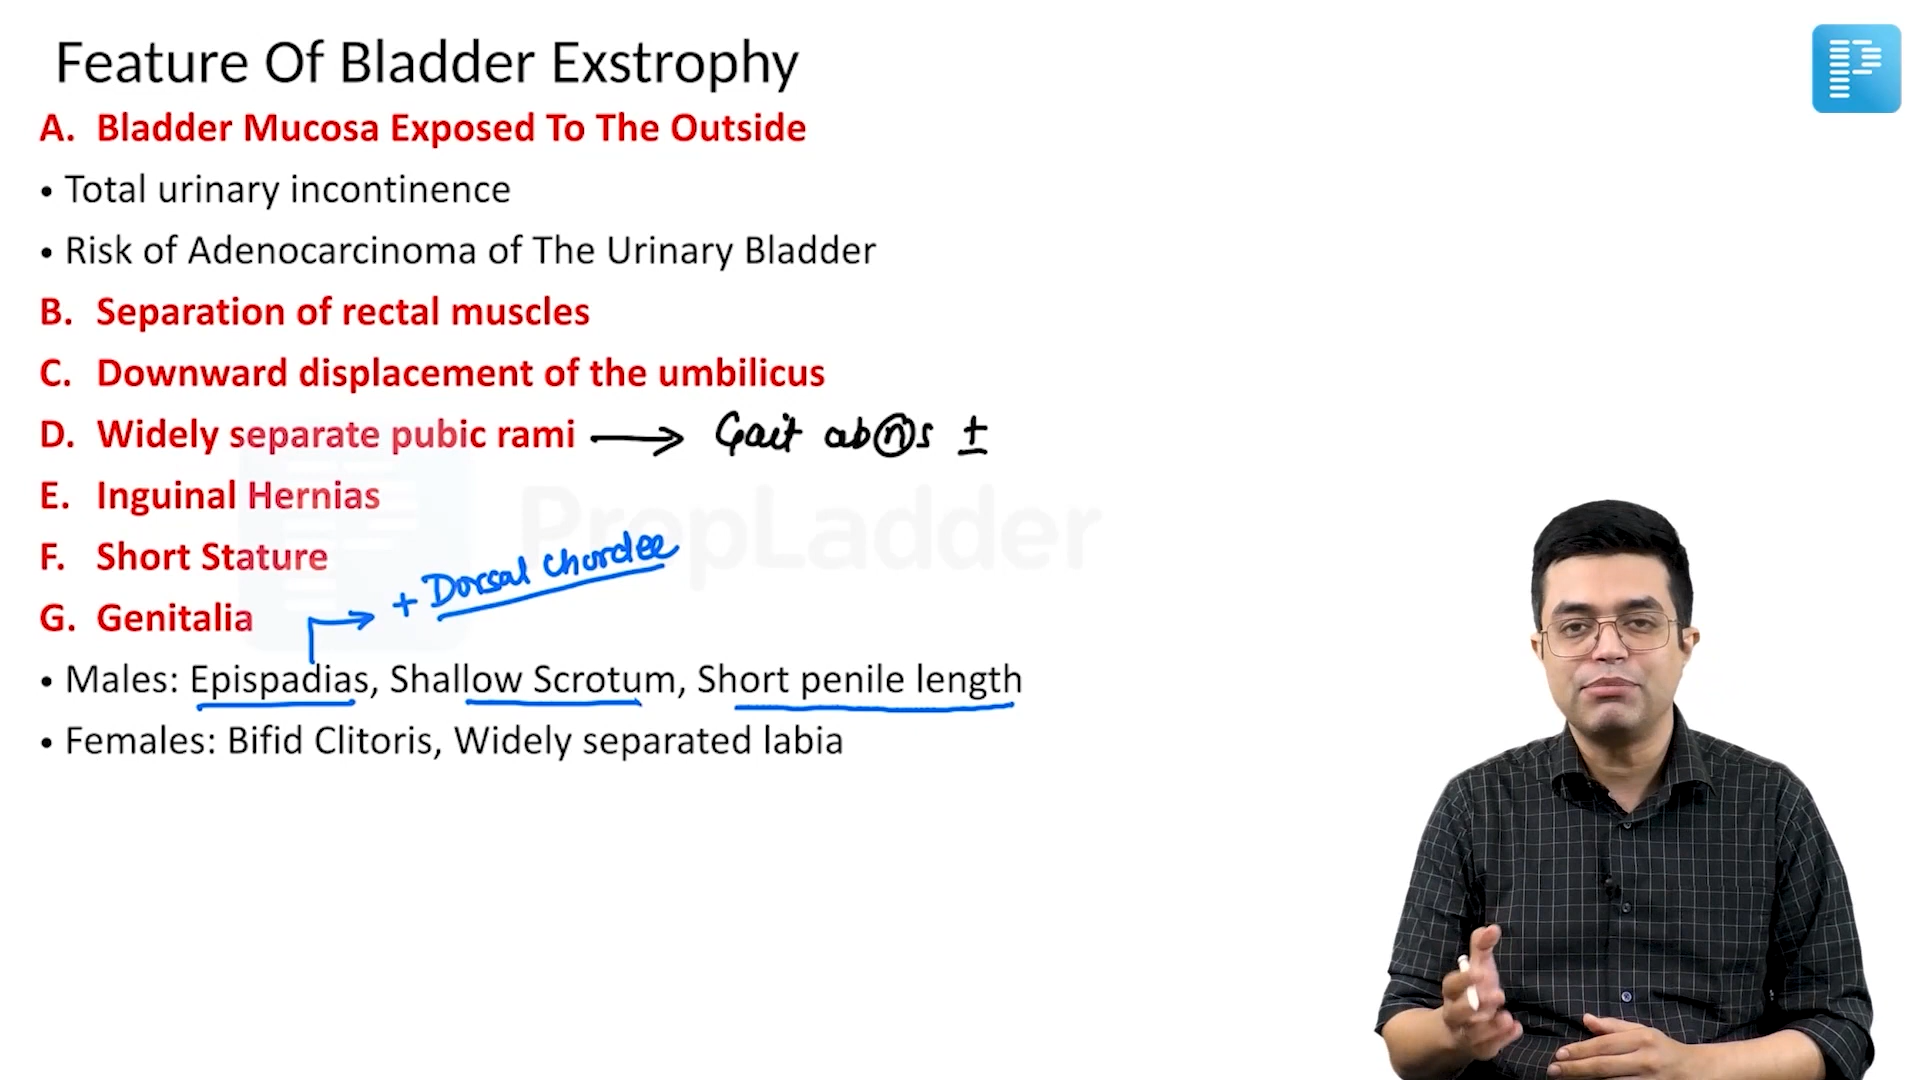 Feature Of Bladder Exstrophy
A. Bladder Mucosa Exposed To The Outside
• Total urinary incontinence
• Risk of Adenocarcinoma of The Urinary Bladder
B. Separation of rectal muscles
C. Downward displacement of the umbilicus
D. Widely separate pubic rami → Gait abⓝs ±
E. Inguinal Hernias
PrepLadder
F. Short Stature
+ Dorsal Chordee
G. Genitalia
• Males: Epispadias, Shallow Scrotum, Short penile length
• Females: Bifid Clitoris, Widely separated labia